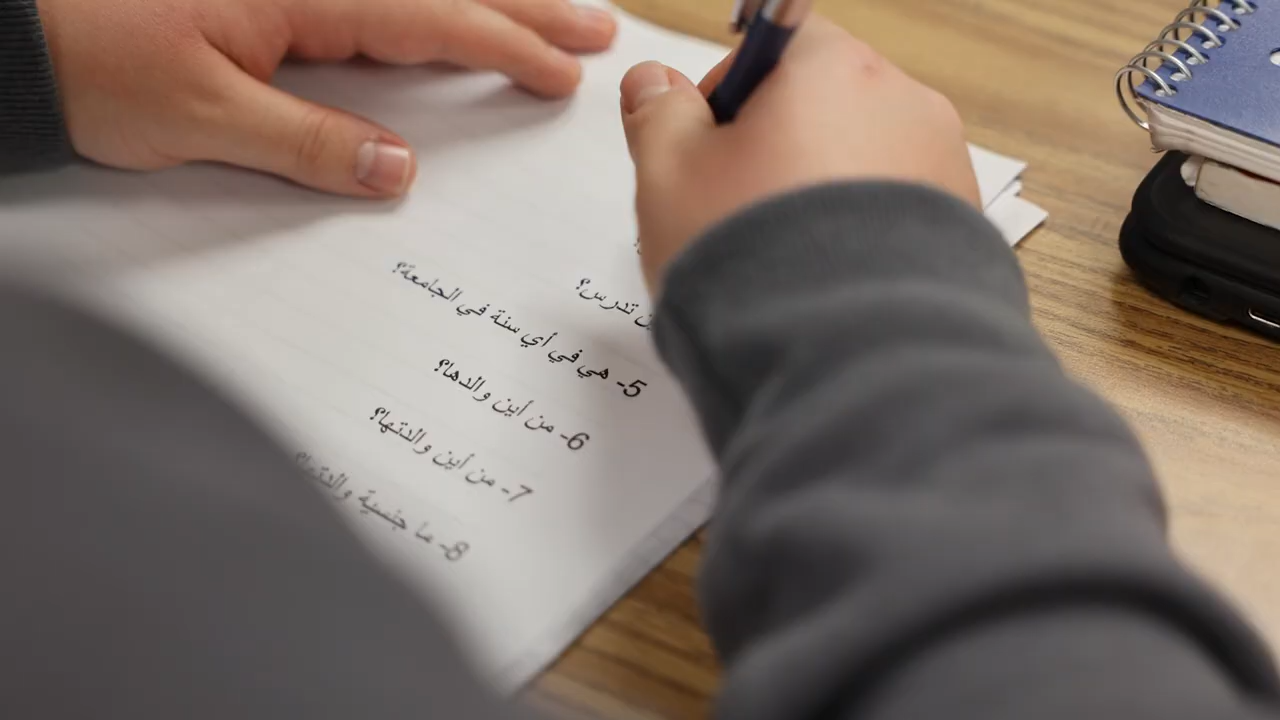 تدرس؟
5- هي في أي سنة في الجامعة؟
6- من أين والدها؟
7- من أين والدتها؟
8- ما جنسية والدتها؟